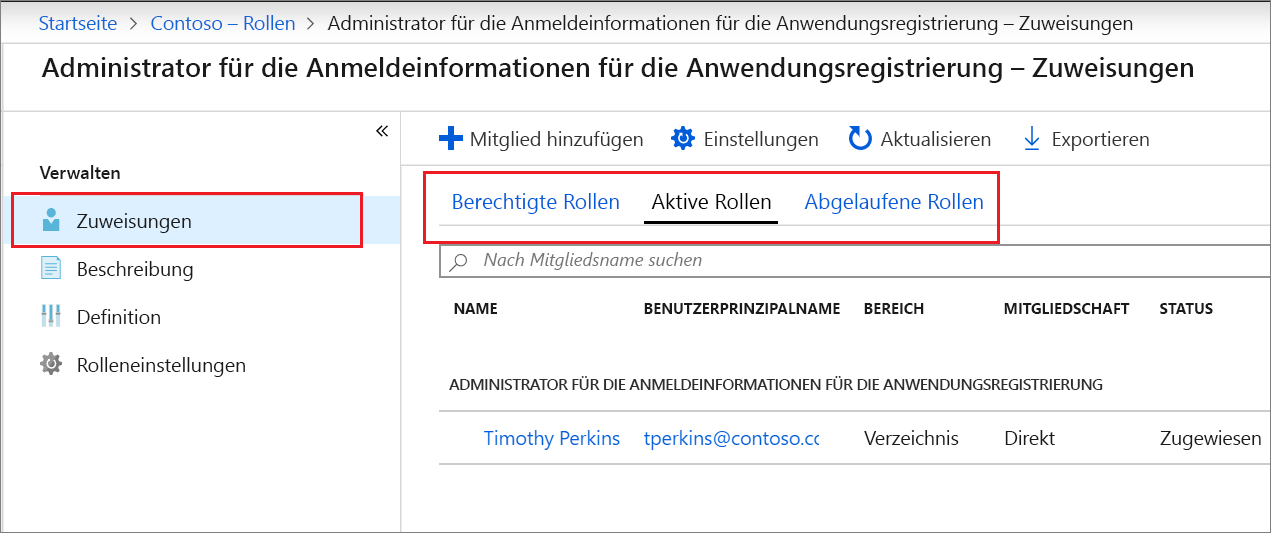 Startseite > Contoso – Rollen > Administrator für die Anmeldeinformationen für die Anwendungsregistrierung – Zuweisungen
Administrator für die Anmeldeinformationen für die Anwendungsregistrierung – Zuweisungen
«
Verwalten
Zuweisungen
Beschreibung
Definition
Rolleneinstellungen
Mitglied hinzufügen Einstellungen Aktualisieren Exportieren
Berechtigte Rollen Aktive Rollen Abgelaufene Rollen
Nach Mitgliedsname suchen
NAME BENUTZERPRINZIPALNAME BEREICH MITGLIEDSCHAFT STATUS
ADMINISTRATOR FÜR DIE ANMELDEINFORMATIONEN FÜR DIE ANWENDUNGSREGISTRIERUNG
Timothy Perkins tperkins@contoso.cc Verzeichnis Direkt Zugewiesen